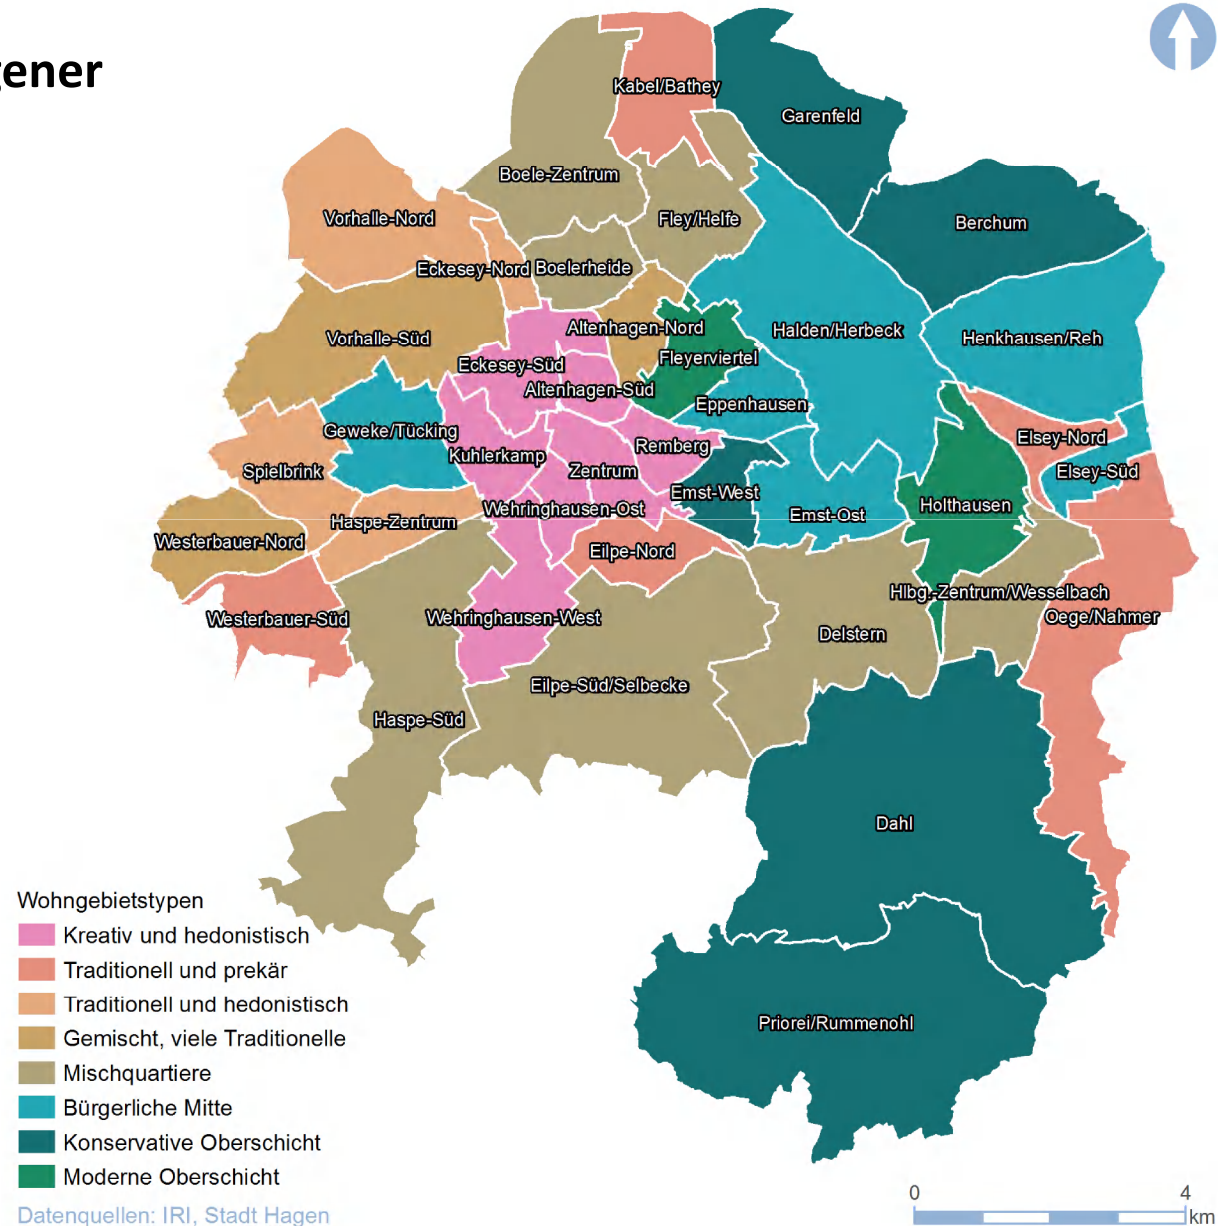 gener
Kabel/Bathey
Garenfeld
Boele-Zentrum
Vorhalle-Nord
Fley/Helfe
Berchum
Eckesey-Nord
Boelerheide
Altenhagen-Nord
Halden/Herbeck
Henkhausen/Reh
Vorhalle-Süd
Fleyerviertel
Eckesey-Süd
Altenhagen-Süd
Eppenhausen
Geweke/Tücking
Elsey-Nord
Remberg
Kuhlerkamp
Spielbrink
Zentrum
Elsey-Süd
Emst-West
Holthausen
Wehringhausen-Ost
Emst-Ost
Haspe-Zentrum
Westerbauer-Nord
Eilpe-Nord
Hlbg.-Zentrum/Wesselbach
Westerbauer-Süd
Wehringhausen-West
Oege/Nahmer
Delstern
Eilpe-Süd/Selbecke
Haspe-Süd
Dahl
Priorei/Rummenohl
Wohngebietstypen
Kreativ und hedonistisch
Traditionell und prekär
Traditionell und hedonistisch
Gemischt, viele Traditionelle
Mischquartiere
Bürgerliche Mitte
Konservative Oberschicht
Moderne Oberschicht
Datenquellen: IRI, Stadt Hagen
0 4
km